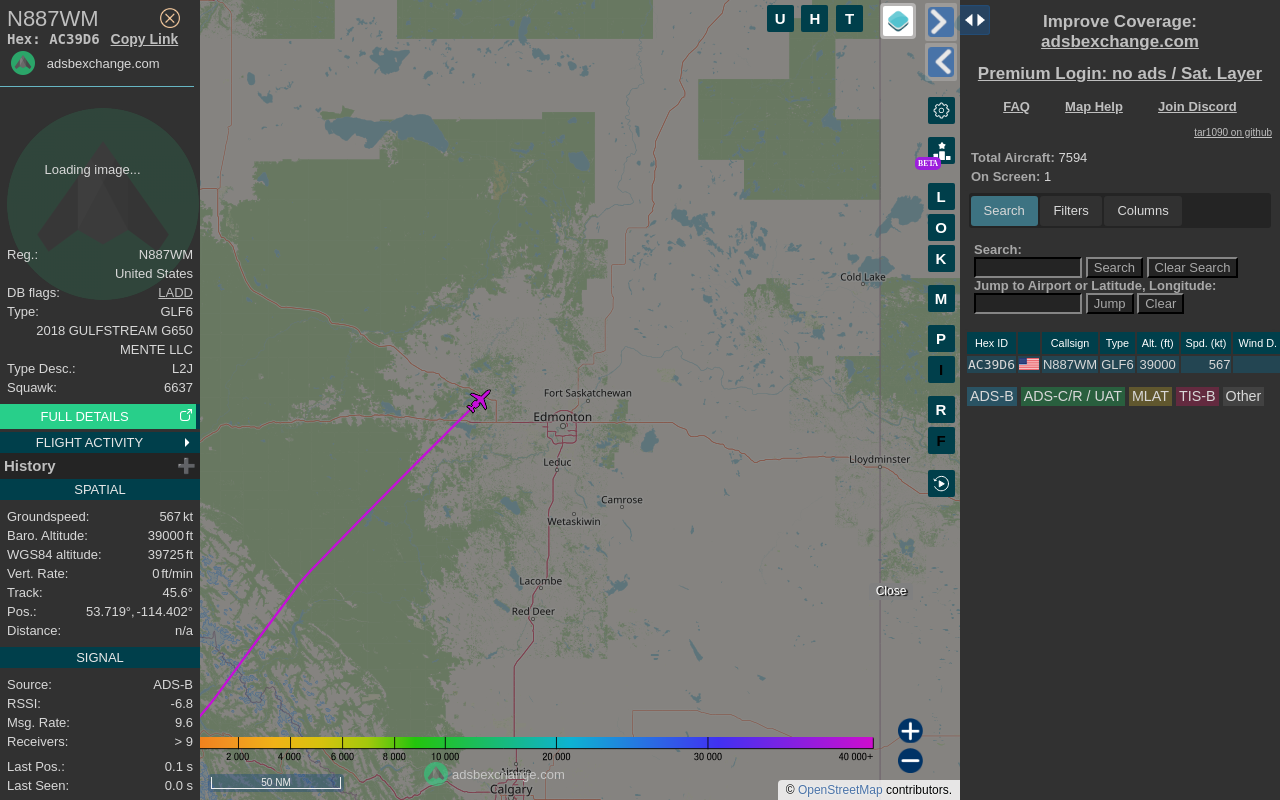 N887WM
Hex: AC39D6 Copy Link
adsbexchange.com
Loading image...
Reg.: N887WM
United States
DB flags: LADD
Type: GLF6
2018 GULFSTREAM G650
MENTE LLC
Type Desc.: L2J
Squawk: 6637
FULL DETAILS
FLIGHT ACTIVITY
History
SPATIAL
Groundspeed: 567 kt
Baro. Altitude: 39000 ft
WGS84 altitude: 39725 ft
Vert. Rate: 0 ft/min
Track: 45.6°
Pos.: 53.719°, -114.402°
Distance: n/a
SIGNAL
Source: ADS-B
RSSI: -6.8
Msg. Rate: 9.6
Receivers: > 9
Last Pos.: 0.1 s
Last Seen: 0.0 s
U H T
BETA
L
O
K
M
P
I
R
F
Cold Lake
Fort Saskatchewan
Edmonton
Leduc
Lloydminster
Camrose
Wetaskiwin
Lacombe
Red Deer
Close
2 000 4 000 6 000 8 000 10 000 20 000 30 000 40 000+
Airdrie
adsbexchange.com
50 NM
Calgary
© OpenStreetMap contributors.
Improve Coverage:
adsbexchange.com
Premium Login: no ads / Sat. Layer
FAQ Map Help Join Discord
tar1090 on github
Total Aircraft: 7594
On Screen: 1
Search Filters Columns
Search:
Search Clear Search
Jump to Airport or Latitude, Longitude:
Jump Clear
Hex ID Callsign Type Alt. (ft) Spd. (kt) Wind D.
AC39D6 N887WM GLF6 39000 567
ADS-B ADS-C/R / UAT MLAT TIS-B Other